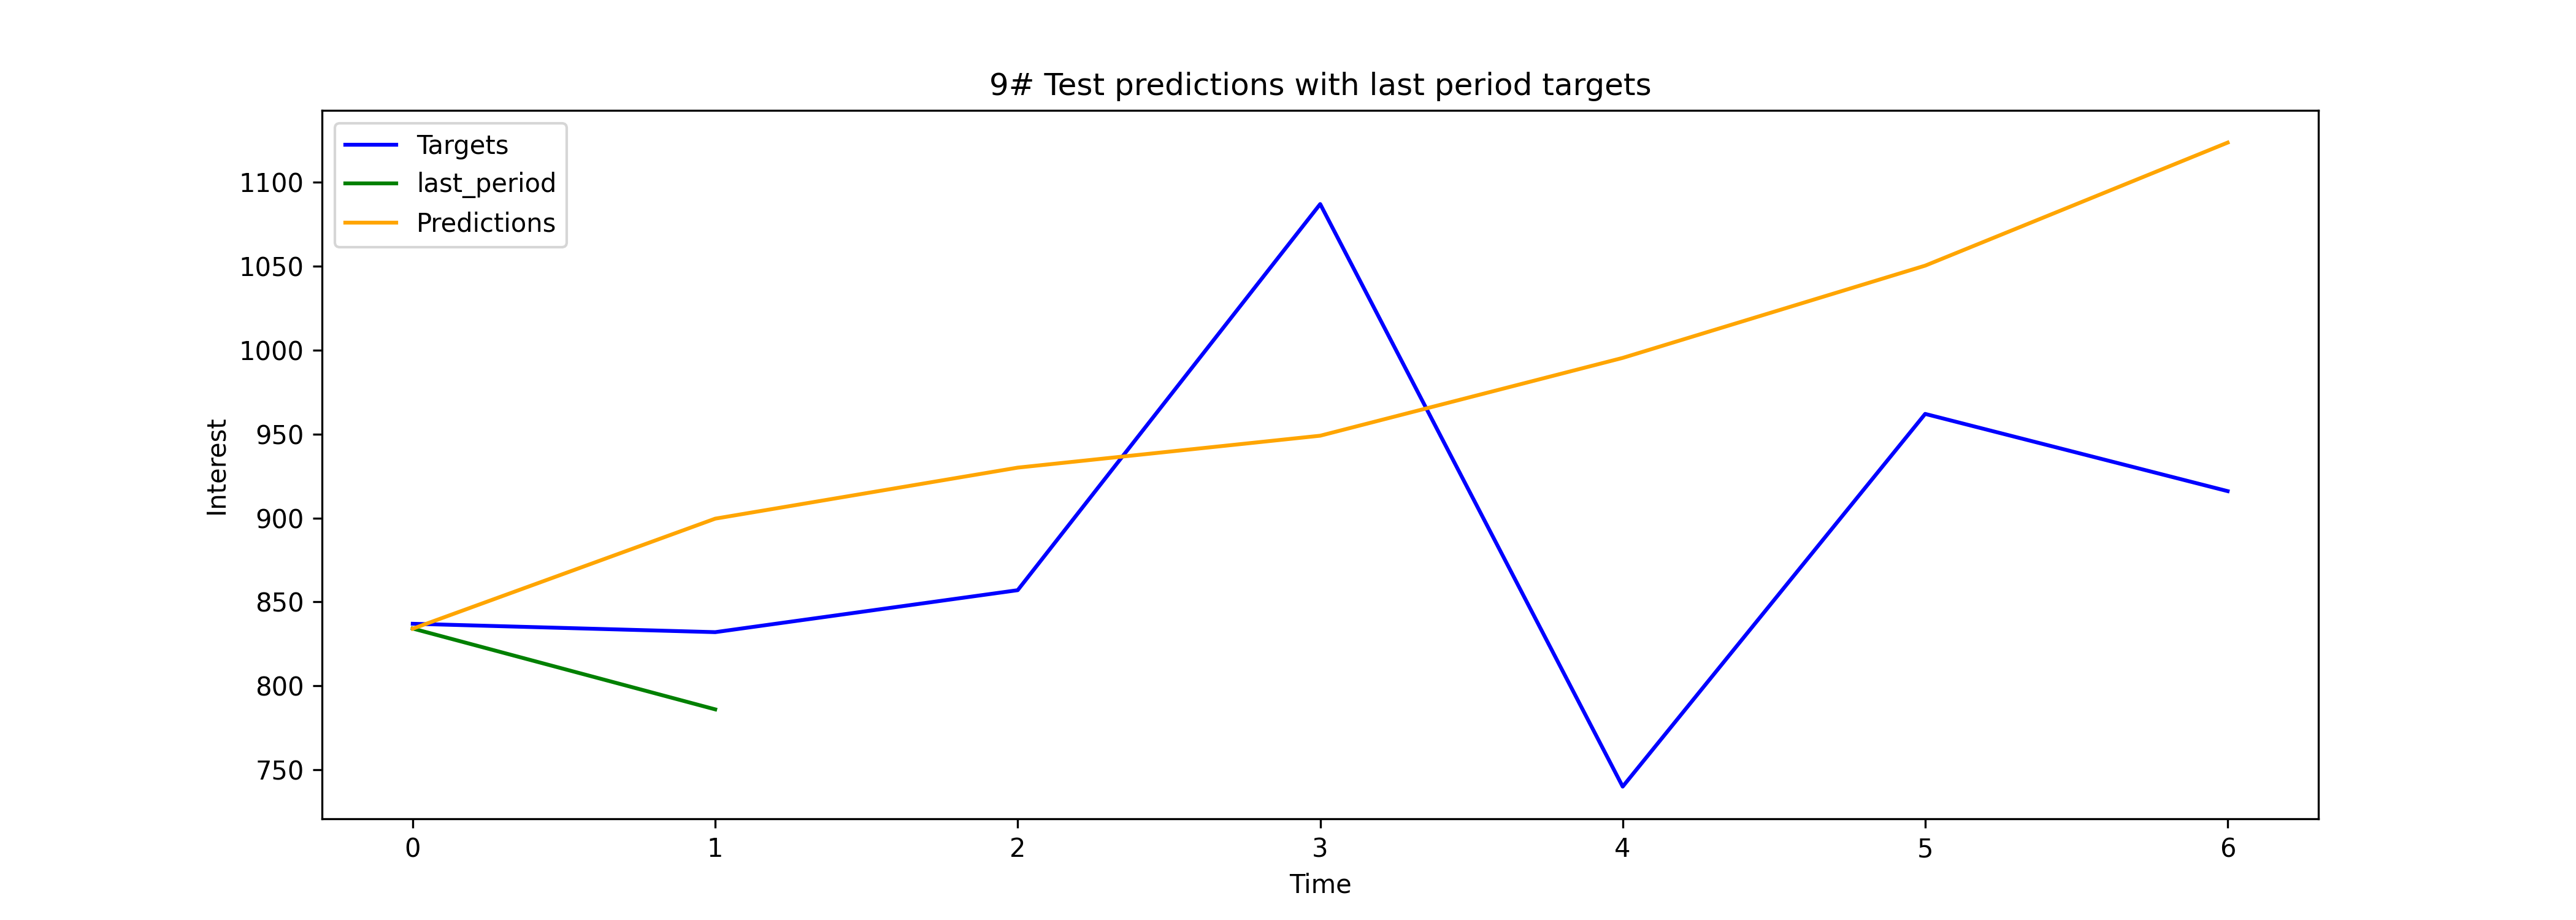 9# Test predictions with last period targets
Targets
last_period
Predictions
1100
1050
1000
950
900
850
800
750
Interest
0 1 2 3 4 5 6
Time